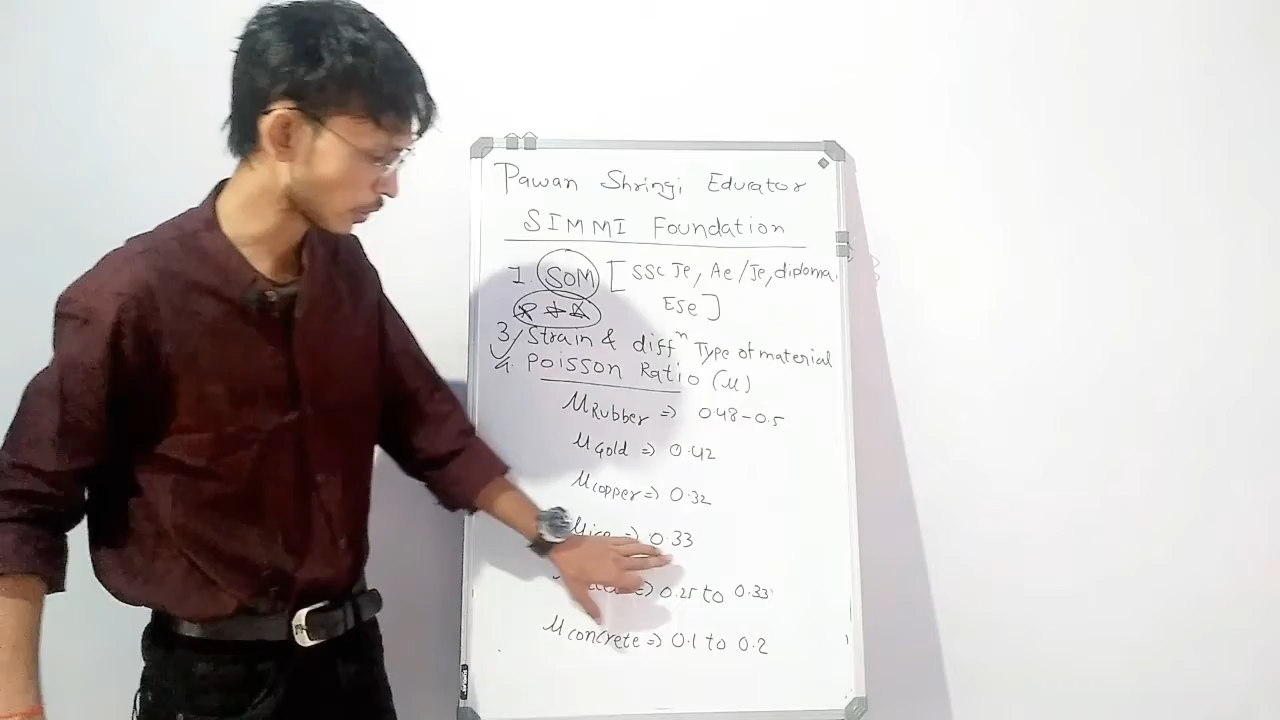 Pawan Shringi Educator
SIMMI Foundation
1. SOM [SSC Je, Ae/Je, diploma,
Ese]
3. Strain & diffⁿ Type of material
4. Poisson Ratio (μ)
μRubber => 048-0.5
μGold => 0.42
μcopper => 0.32
μice => 0.33
=> 0.25 to 0.33
μconcrete => 0.1 to 0.2